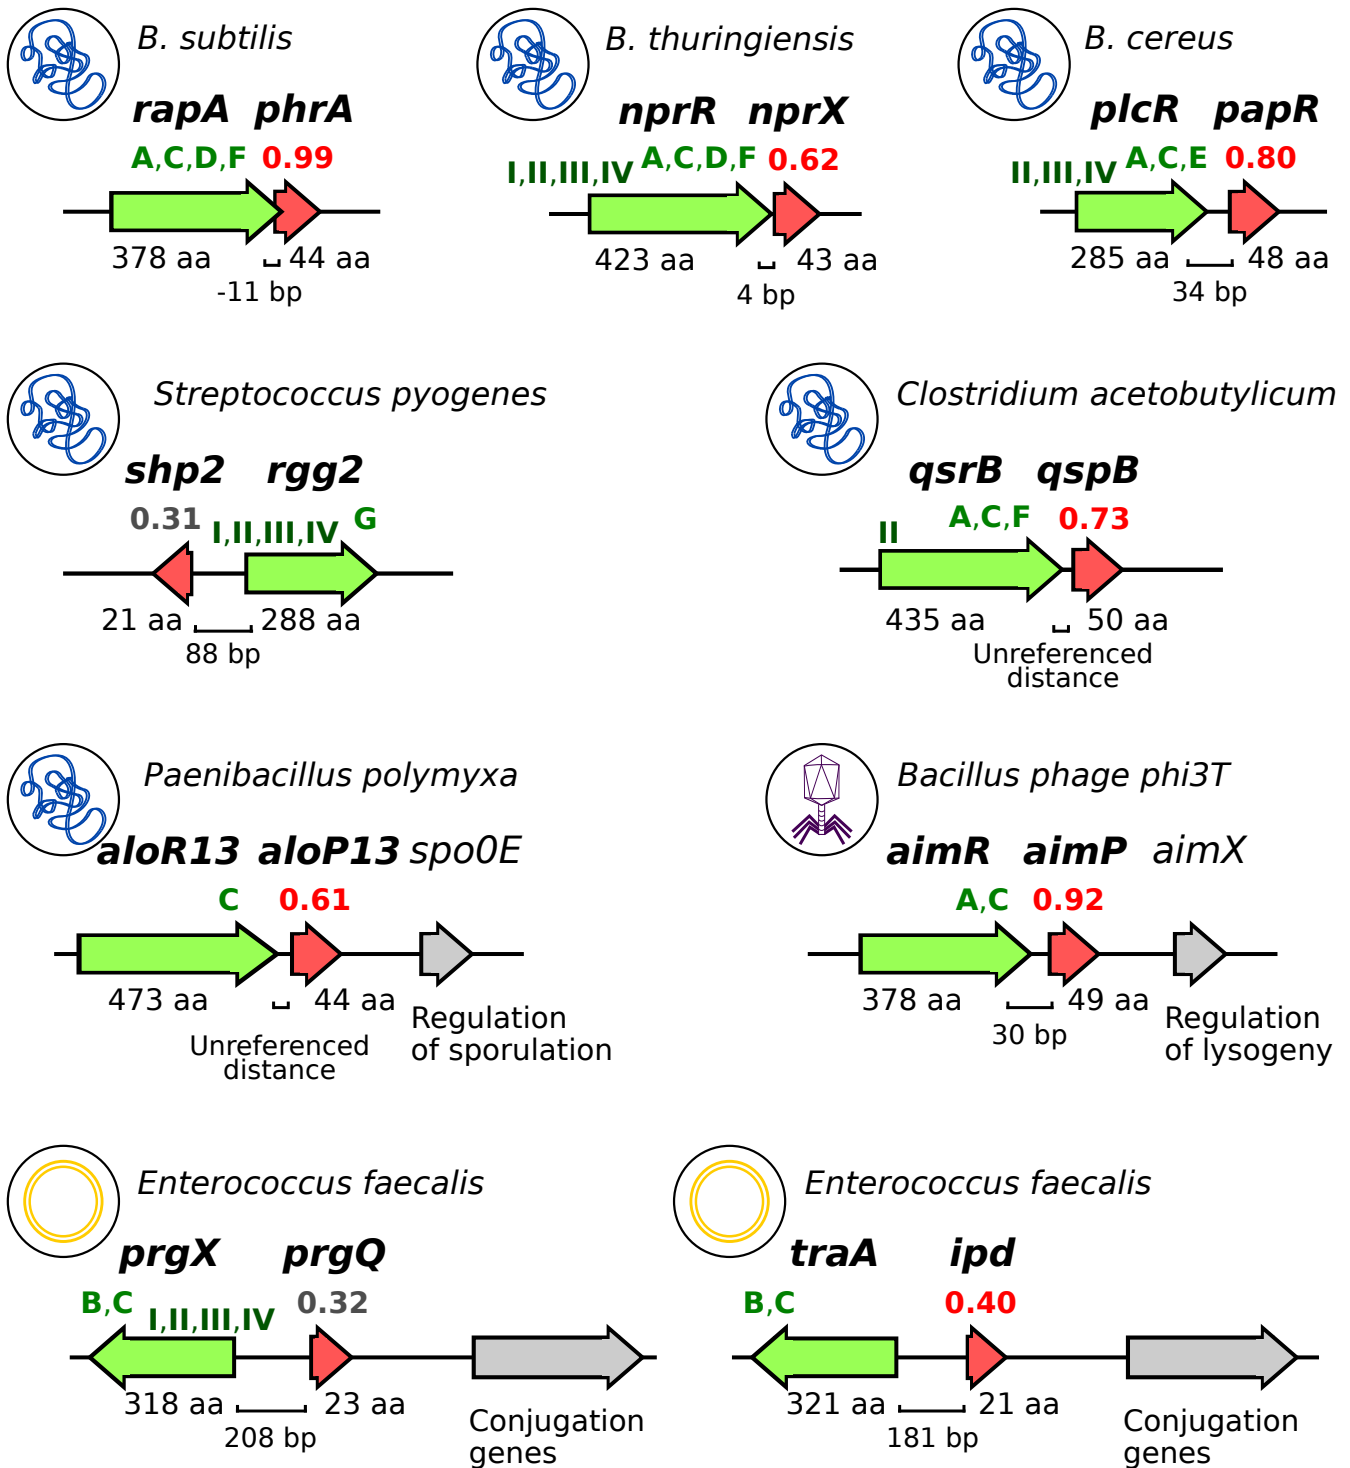 B. subtilis
rapA phrA
A,C,D,F 0.99
378 aa 44 aa
-11 bp
B. thuringiensis
nprR nprX
I,II,III,IV A,C,D,F 0.62
423 aa 43 aa
4 bp
B. cereus
plcR papR
II,III,IV A,C,E 0.80
285 aa 48 aa
34 bp
Streptococcus pyogenes
shp2 rgg2
0.31 I,II,III,IV G
21 aa 288 aa
88 bp
Clostridium acetobutylicum
qsrB qspB
II A,C,F 0.73
435 aa 50 aa
Unreferenced
distance
Paenibacillus polymyxa
aloR13 aloP13 spo0E
C 0.61
473 aa 44 aa
Unreferenced
distance
Regulation
of sporulation
Bacillus phage phi3T
aimR aimP aimX
A,C 0.92
378 aa 49 aa
30 bp
Regulation
of lysogeny
Enterococcus faecalis
prgX prgQ
B,C I,II,III,IV 0.32
318 aa 23 aa
208 bp
Conjugation
genes
Enterococcus faecalis
traA ipd
B,C 0.40
321 aa 21 aa
181 bp
Conjugation
genes